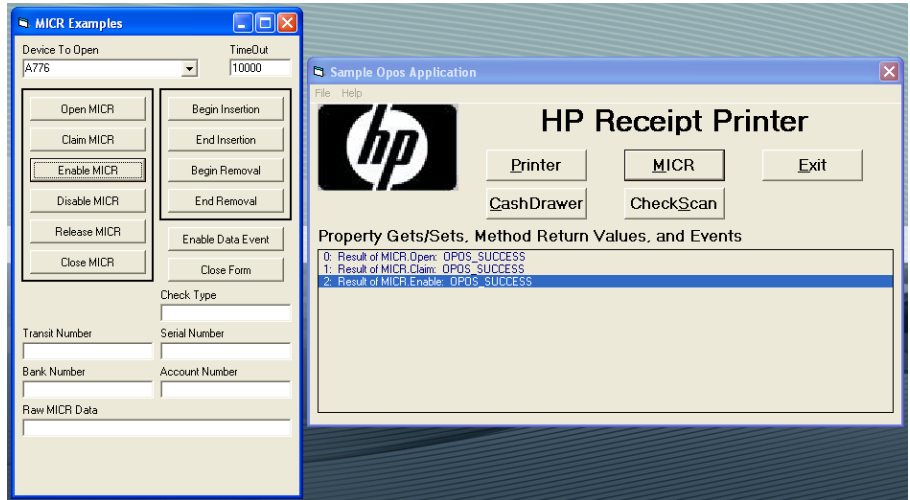 MICR Examples
Device To Open TimeOut
A776 10000
Open MICR Begin Insertion
Claim MICR End Insertion
Enable MICR Begin Removal
Disable MICR End Removal
Release MICR Enable Data Event
Close MICR Close Form
Check Type
Transit Number Serial Number
Bank Number Account Number
Raw MICR Data
Sample Opos Application
File Help
hp
HP Receipt Printer
Printer MICR Exit
CashDrawer CheckScan
Property Gets/Sets, Method Return Values, and Events
0: Result of MICR.Open: OPOS_SUCCESS
1: Result of MICR.Claim: OPOS_SUCCESS
2: Result of MICR.Enable: OPOS_SUCCESS